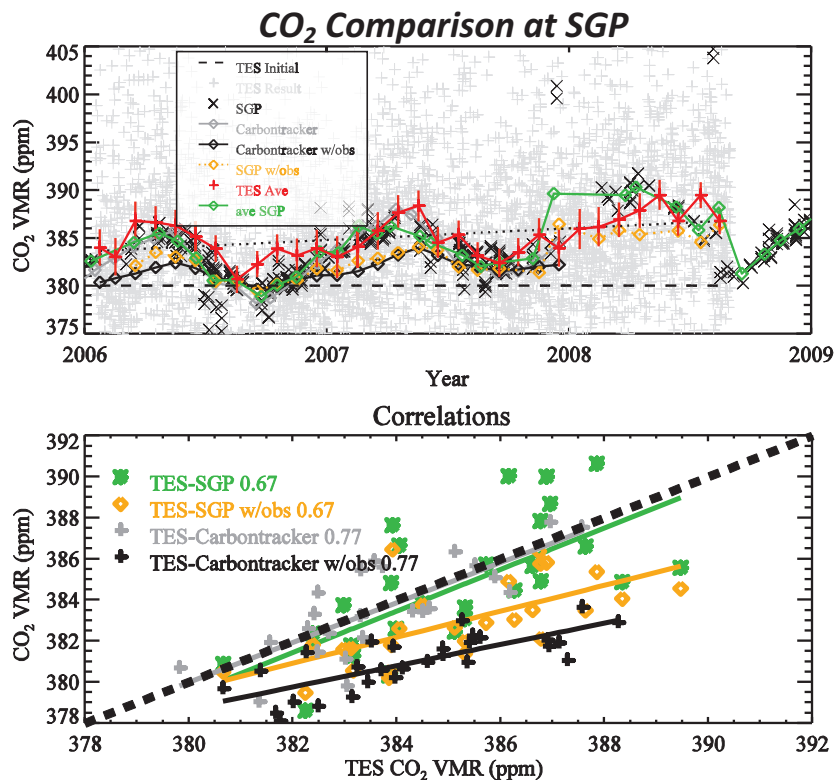 CO2 Comparison at SGP
405
400
395
390
385
380
375
CO2 VMR (ppm)
TES Initial
TES Result
SGP
Carbontracker
Carbontracker w/obs
SGP w/obs
TES Ave
ave SGP
2006
2007
2008
2009
Year
Correlations
392
390
388
386
384
382
380
378
CO2 VMR (ppm)
TES-SGP 0.67
TES-SGP w/obs 0.67
TES-Carbontracker 0.77
TES-Carbontracker w/obs 0.77
378
380
382
384
386
388
390
392
TES CO2 VMR (ppm)